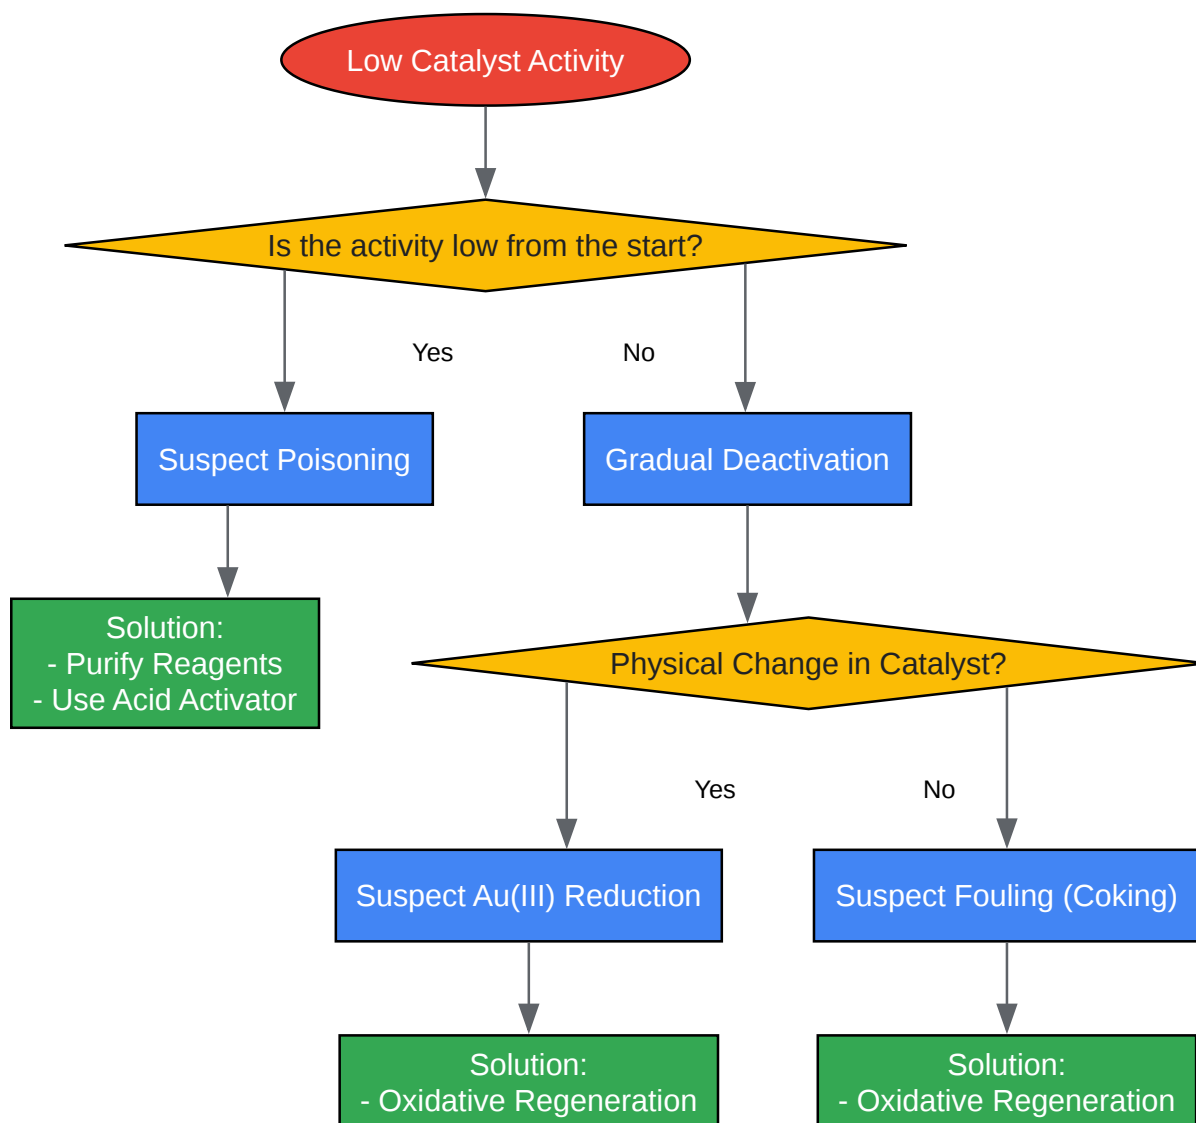 Low Catalyst Activity
Is the activity low from the start?
Yes
No
Suspect Poisoning
Gradual Deactivation
Solution:
- Purify Reagents
- Use Acid Activator
Physical Change in Catalyst?
Yes
No
Suspect Au(III) Reduction
Suspect Fouling (Coking)
Solution:
- Oxidative Regeneration
Solution:
- Oxidative Regeneration